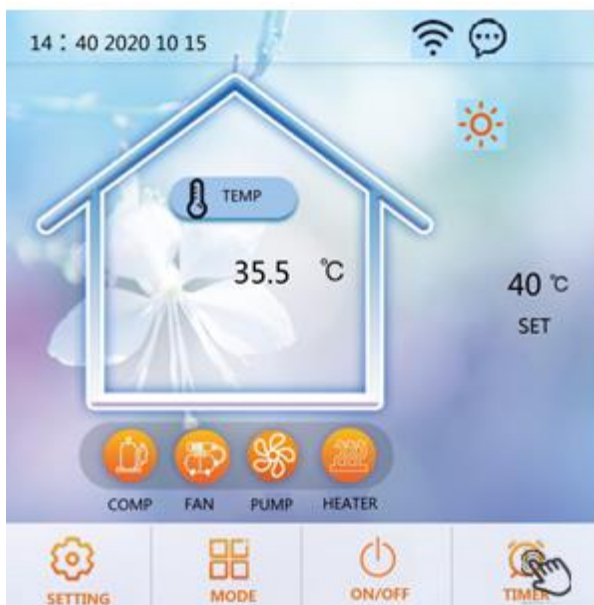 14：40 2020 10 15
TEMP
35.5 ℃
40 ℃
SET
COMP FAN PUMP HEATER
SETTING MODE ON/OFF TIMER